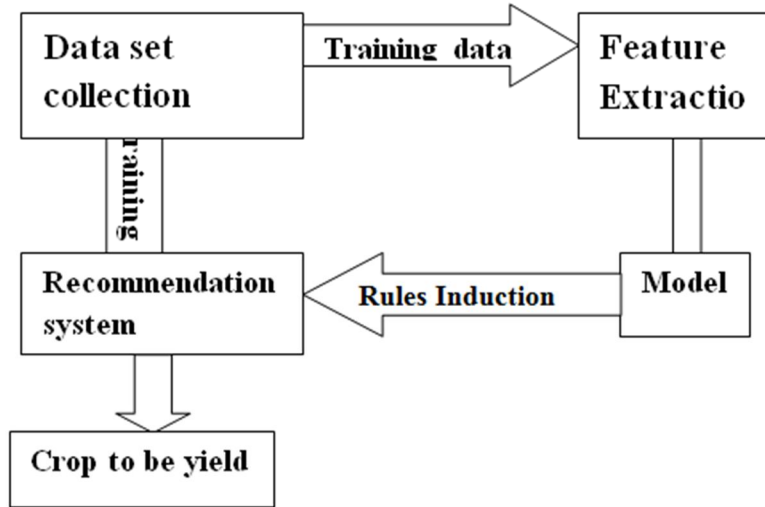 Data set
collection
Training data
Feature
Extractio
raining
Recommendation
system
Rules Induction
Model
Crop to be yield